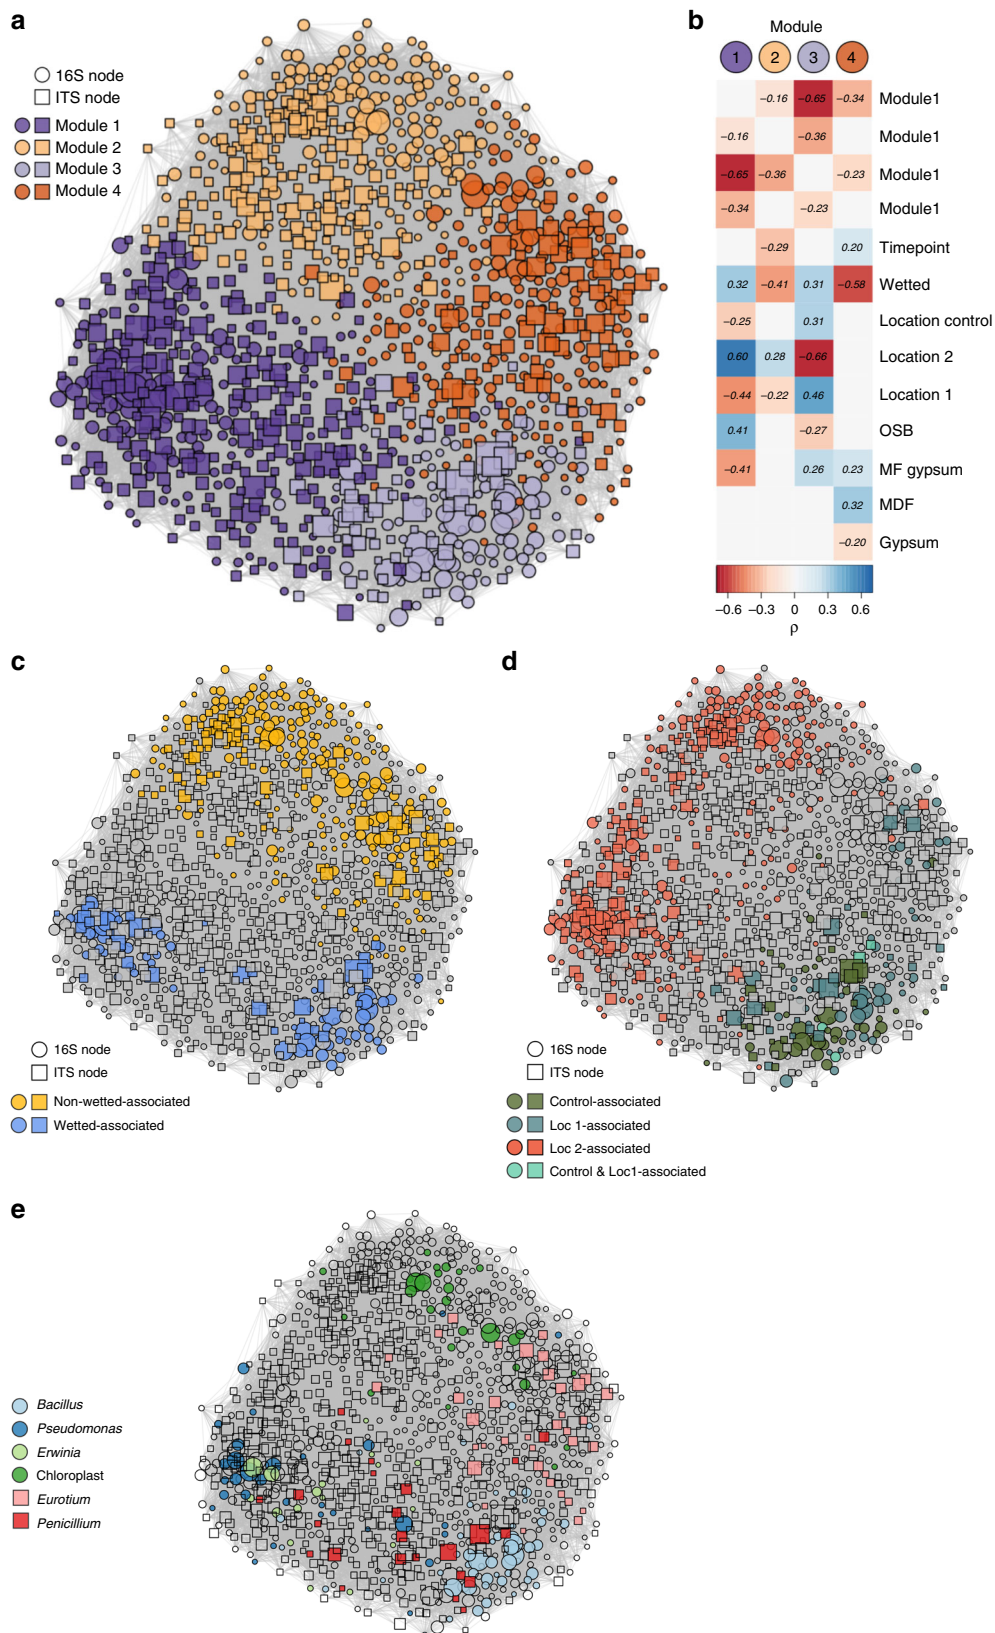 a
16S node
ITS node
Module 1
Module 2
Module 3
Module 4
b
Module
1 2 3 4
−0.16 −0.65 −0.34 Module1
−0.16 −0.36 Module1
−0.65 −0.36 −0.23 Module1
−0.34 −0.23 Module1
−0.29 0.20 Timepoint
0.32 −0.41 0.31 −0.58 Wetted
−0.25 0.31 Location control
0.60 0.28 −0.66 Location 2
−0.44 −0.22 0.46 Location 1
0.41 −0.27 OSB
−0.41 0.26 0.23 MF gypsum
0.32 MDF
−0.20 Gypsum
−0.6 −0.3 0 0.3 0.6
ρ
c
16S node
ITS node
Non-wetted-associated
Wetted-associated
d
16S node
ITS node
Control-associated
Loc 1-associated
Loc 2-associated
Control & Loc1-associated
e
Bacillus
Pseudomonas
Erwinia
Chloroplast
Eurotium
Penicillium